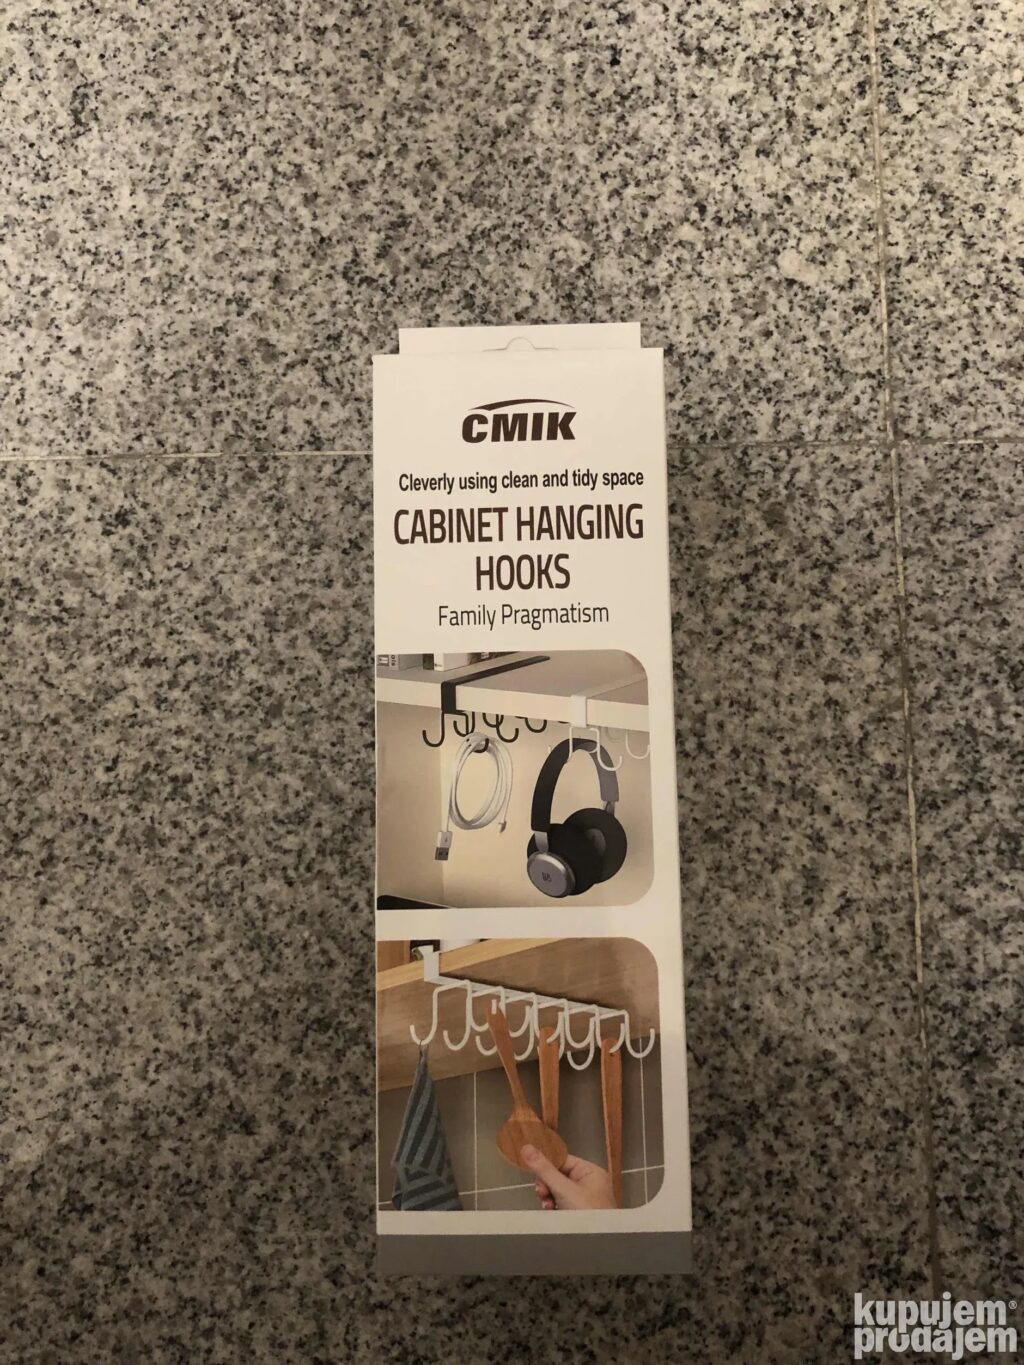 CMIK
Cleverly using clean and tidy space
CABINET HANGING
HOOKS
Family Pragmatism
kupujem®
prodajem